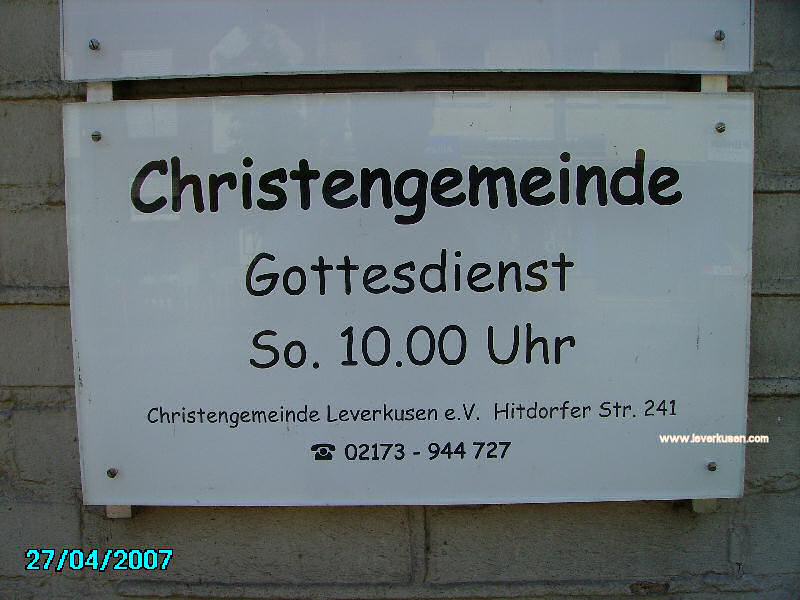 Christengemeinde
Gottesdienst
So. 10.00 Uhr
Christengemeinde Leverkusen e.V. Hitdorfer Str. 241
☎ 02173 - 944 727
www.leverkusen.com
27/04/2007